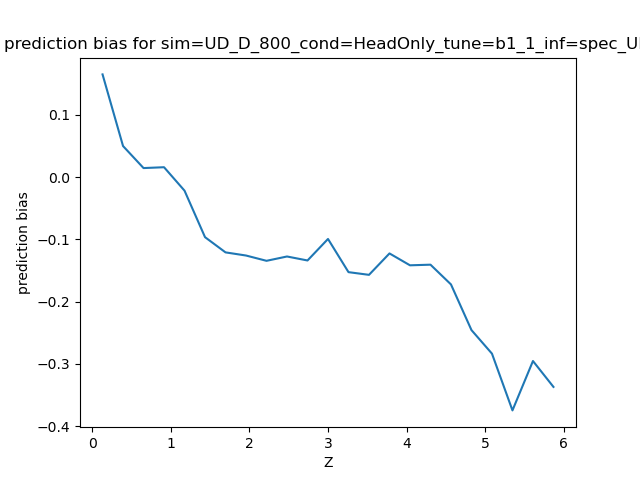 prediction bias for sim=UD_D_800_cond=HeadOnly_tune=b1_1_inf=spec_U
0.1
0.0
−0.1
−0.2
−0.3
−0.4
prediction bias
0 1 2 3 4 5 6
Z